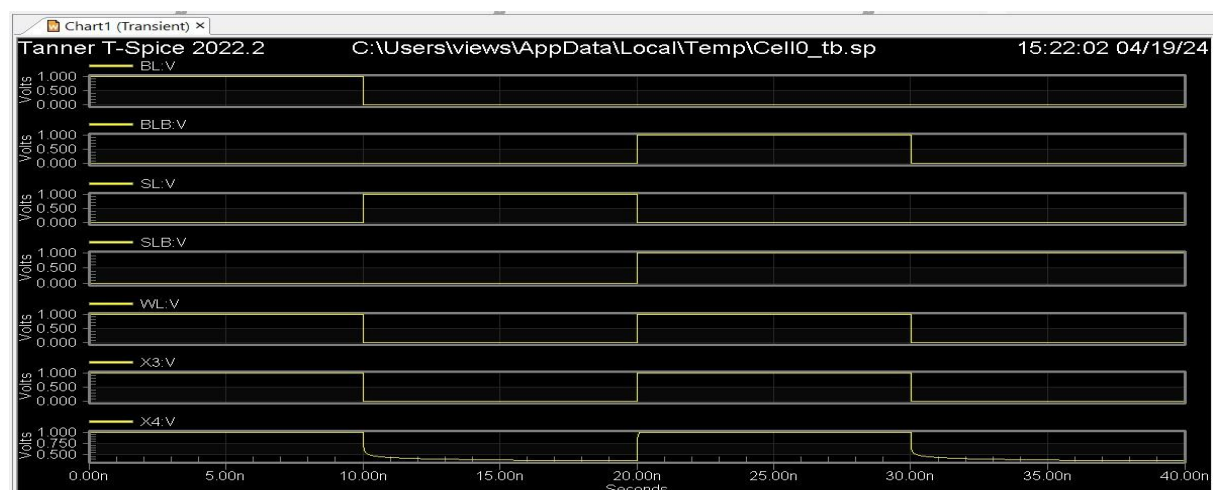 Chart1 (Transient) ×
Tanner T-Spice 2022.2 C:\Users\views\AppData\Local\Temp\Cell0_tb.sp 15:22:02 04/19/24
BL:V
Volts
1.000
0.500
0.000
BLB:V
Volts
1.000
0.500
0.000
SL:V
Volts
1.000
0.500
0.000
SLB:V
Volts
1.000
0.500
0.000
WL:V
Volts
1.000
0.500
0.000
X3:V
Volts
1.000
0.500
0.000
X4:V
Volts
1.000
0.750
0.500
0.00n 5.00n 10.00n 15.00n 20.00n 25.00n 30.00n 35.00n 40.00n
Seconds